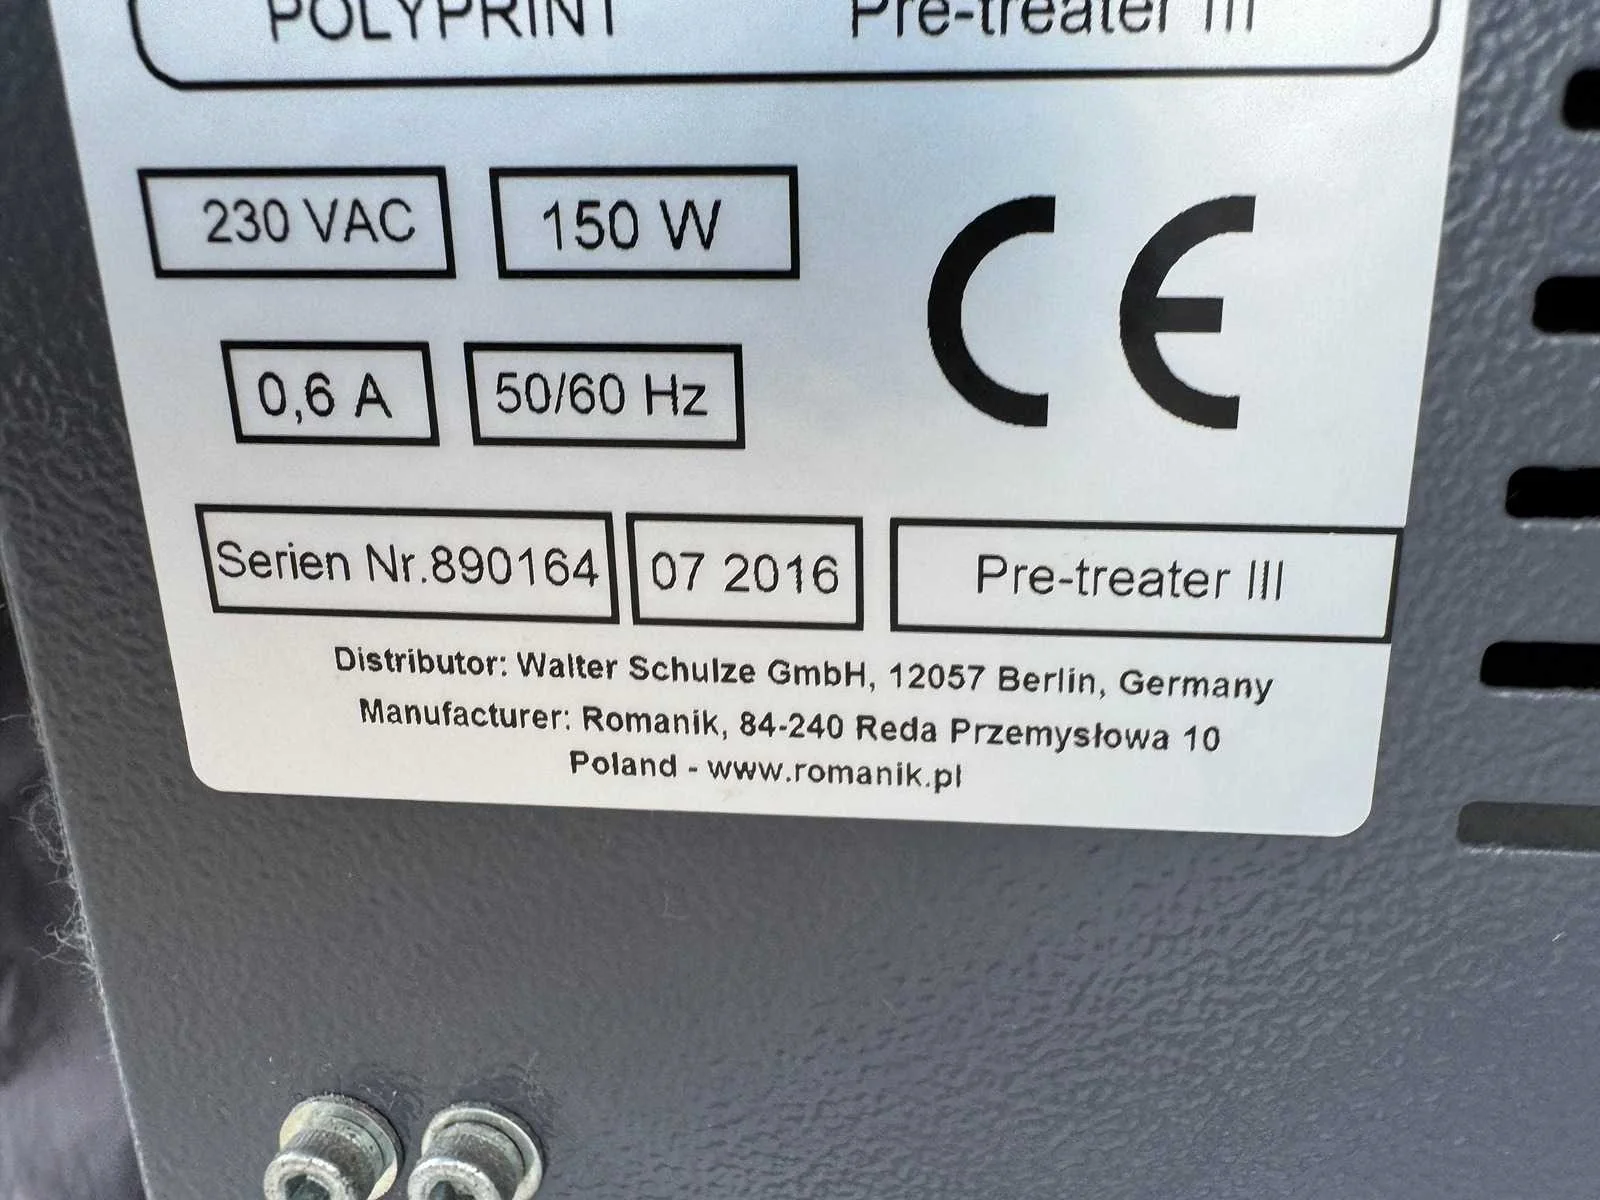 POLYPRINT Pre-treater III
230 VAC 150 W
CE
0,6 A 50/60 Hz
Serien Nr.890164 07 2016 Pre-treater III
Distributor: Walter Schulze GmbH, 12057 Berlin, Germany
Manufacturer: Romanik, 84-240 Reda Przemysłowa 10
Poland - www.romanik.pl